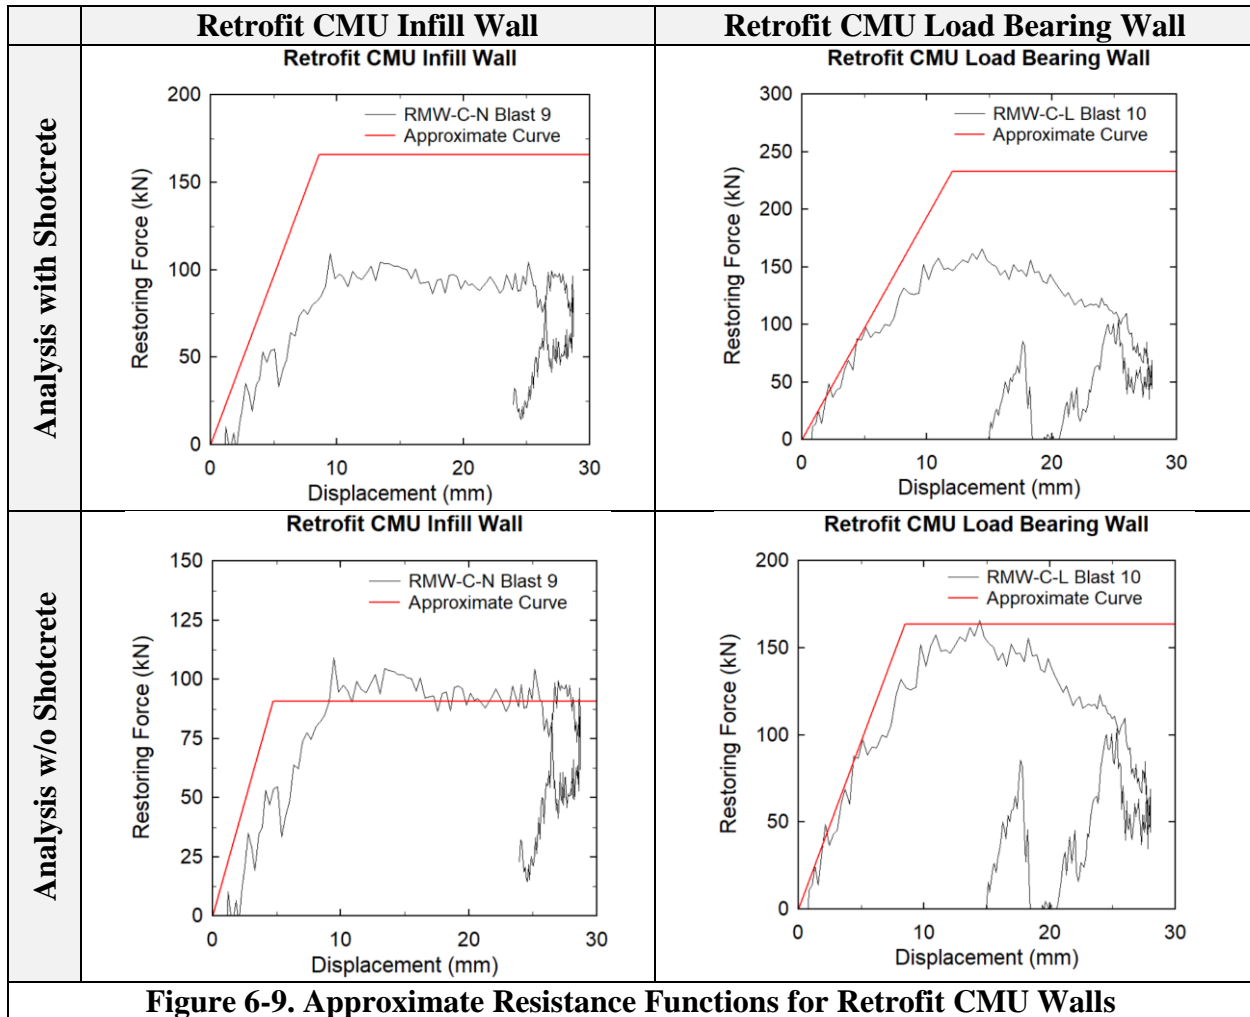 Retrofit CMU Infill Wall
Retrofit CMU Load Bearing Wall
Analysis with Shotcrete
Retrofit CMU Infill Wall
200
150
100
50
0
Restoring Force (kN)
RMW-C-N Blast 9
Approximate Curve
0 10 20 30
Displacement (mm)
Retrofit CMU Load Bearing Wall
300
250
200
150
100
50
0
Restoring Force (kN)
RMW-C-L Blast 10
Approximate Curve
0 10 20 30
Displacement (mm)
Analysis w/o Shotcrete
Retrofit CMU Infill Wall
150
125
100
75
50
25
0
Restoring Force (kN)
RMW-C-N Blast 9
Approximate Curve
0 10 20 30
Displacement (mm)
Retrofit CMU Load Bearing Wall
200
150
100
50
0
Restoring Force (kN)
RMW-C-L Blast 10
Approximate Curve
0 10 20 30
Displacement (mm)
Figure 6-9. Approximate Resistance Functions for Retrofit CMU Walls